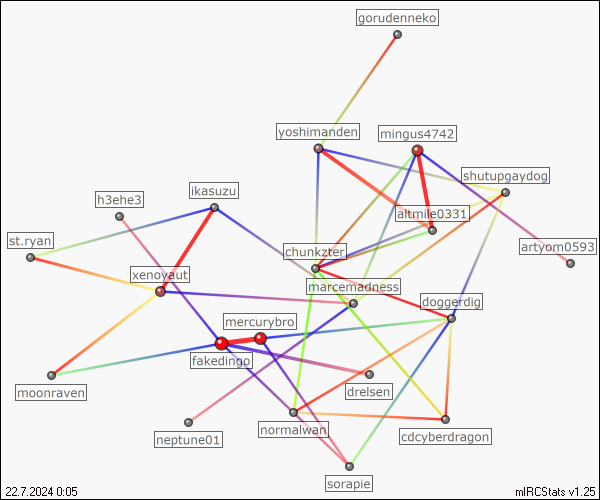 gorudenneko
yoshimanden
mingus4742
shutupgaydog
ikasuzu
h3ehe3
altmile0331
st.ryan
artyom0593
chunkzter
xenoyaut
marcemadness
doggerdig
mercurybro
fakedingo
moonraven
drelsen
neptune01
normalwan
cdcyberdragon
sorapie
22.7.2024 0:05
mIRCStats v1.25